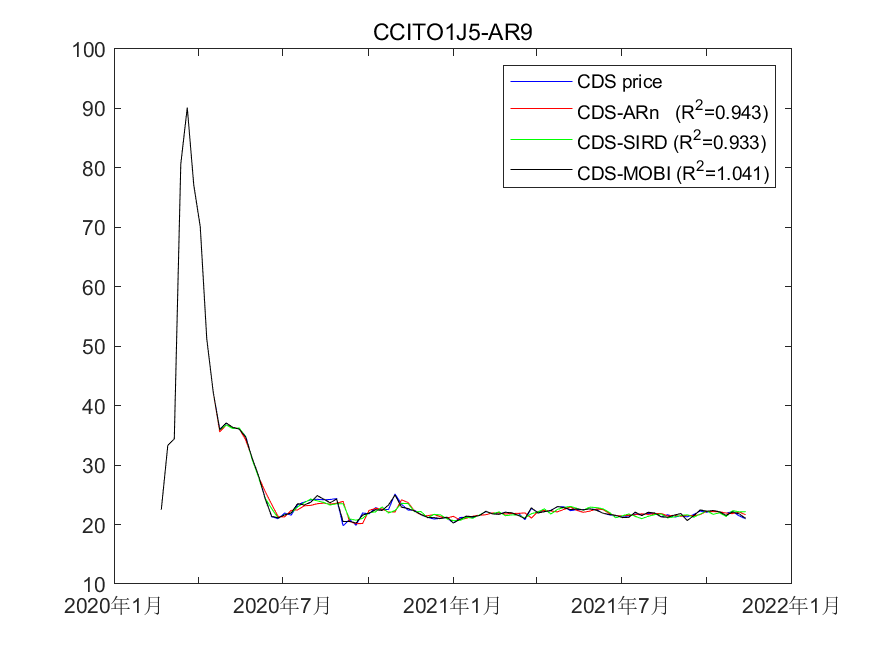 CCITO1J5-AR9
100
90
80
70
60
50
40
30
20
10
CDS price
CDS-ARn (R²=0.943)
CDS-SIRD (R²=0.933)
CDS-MOBI (R²=1.041)
2020年1月
2020年7月
2021年1月
2021年7月
2022年1月